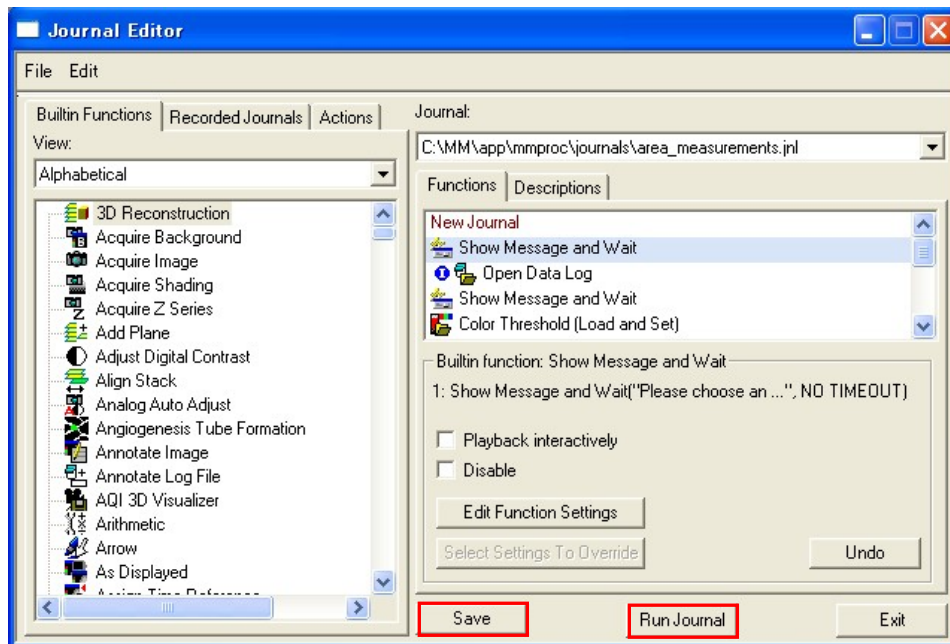 Journal Editor
File Edit
Builtin Functions Recorded Journals Actions
View:
Alphabetical
3D Reconstruction
Acquire Background
Acquire Image
Acquire Shading
Acquire Z Series
Add Plane
Adjust Digital Contrast
Align Stack
Analog Auto Adjust
Angiogenesis Tube Formation
Annotate Image
Annotate Log File
AQI 3D Visualizer
Arithmetic
Arrow
As Displayed
Assign Time Reference
Journal:
C:\MM\app\mmproc\journals\area_measurements.jnl
Functions Descriptions
New Journal
Show Message and Wait
Open Data Log
Show Message and Wait
Color Threshold (Load and Set)
Builtin function: Show Message and Wait
1: Show Message and Wait("Please choose an ...", NO TIMEOUT)
Playback interactively
Disable
Edit Function Settings
Select Settings To Override
Undo
Save
Run Journal
Exit